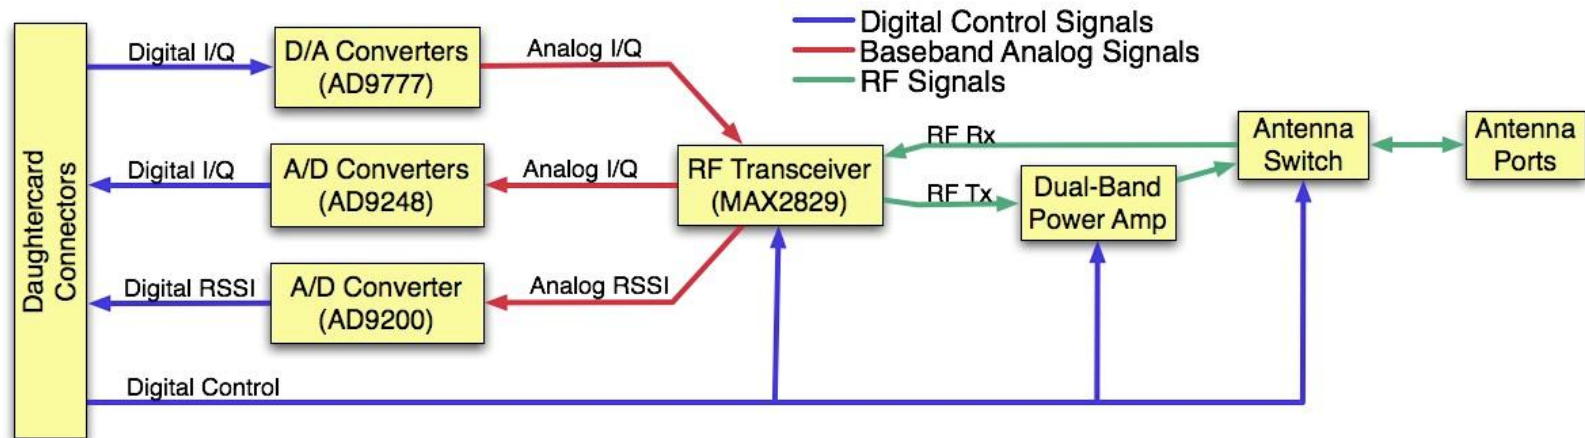 Digital Control Signals
Baseband Analog Signals
RF Signals
Daughtercard
Connectors
Digital I/Q
D/A Converters
(AD9777)
Analog I/Q
Digital I/Q
A/D Converters
(AD9248)
Analog I/Q
RF Transceiver
(MAX2829)
RF Rx
RF Tx
Dual-Band
Power Amp
Antenna
Switch
Antenna
Ports
Digital RSSI
A/D Converter
(AD9200)
Analog RSSI
Digital Control